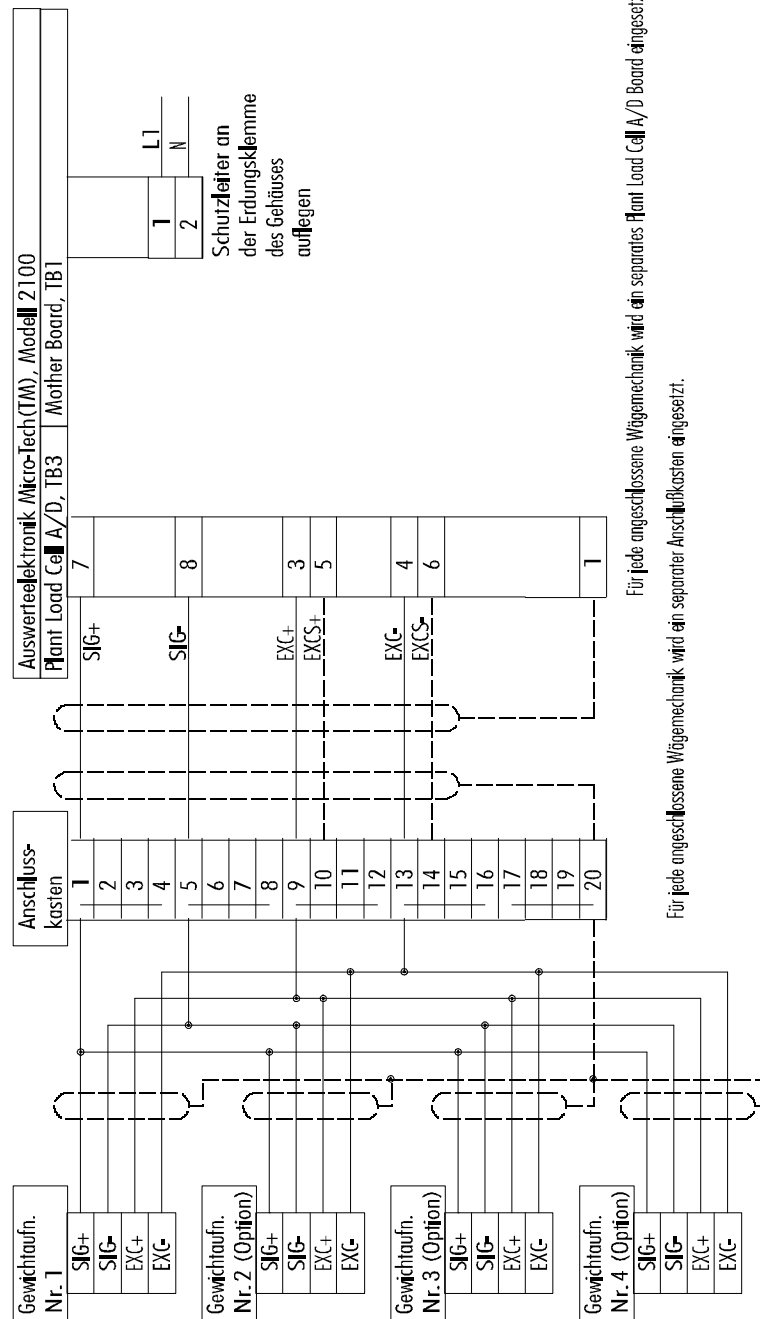 Auswerteelektronik Micro-Tech(TM), Modell 2100
Plant Load Cell A/D, TB3
Mother Board, TB1
7
SIG+
8
SIG-
3
EXC+
5
EXCS+
4
EXC-
6
EXCS-
1
1
L1
2
N
Schutzleiter an
der Erdungsklemme
des Gehäuses
auflegen
Anschluss-
kasten
1
2
3
4
5
6
7
8
9
10
11
12
13
14
15
16
17
18
19
20
Gewichtaufn.
Nr. 1
SIG+
SIG-
EXC+
EXC-
Gewichtaufn.
Nr. 2 (Option)
SIG+
SIG-
EXC+
EXC-
Gewichtaufn.
Nr. 3 (Option)
SIG+
SIG-
EXC+
EXC-
Gewichtaufn.
Nr. 4 (Option)
SIG+
SIG-
EXC+
EXC-
Für jede angeschlossene Wägemechanik wird ein separates Plant Load Cell A/D Board eingesetz
Für jede angeschlossene Wägemechanik wird ein separater Anschlußkasten eingesetzt.